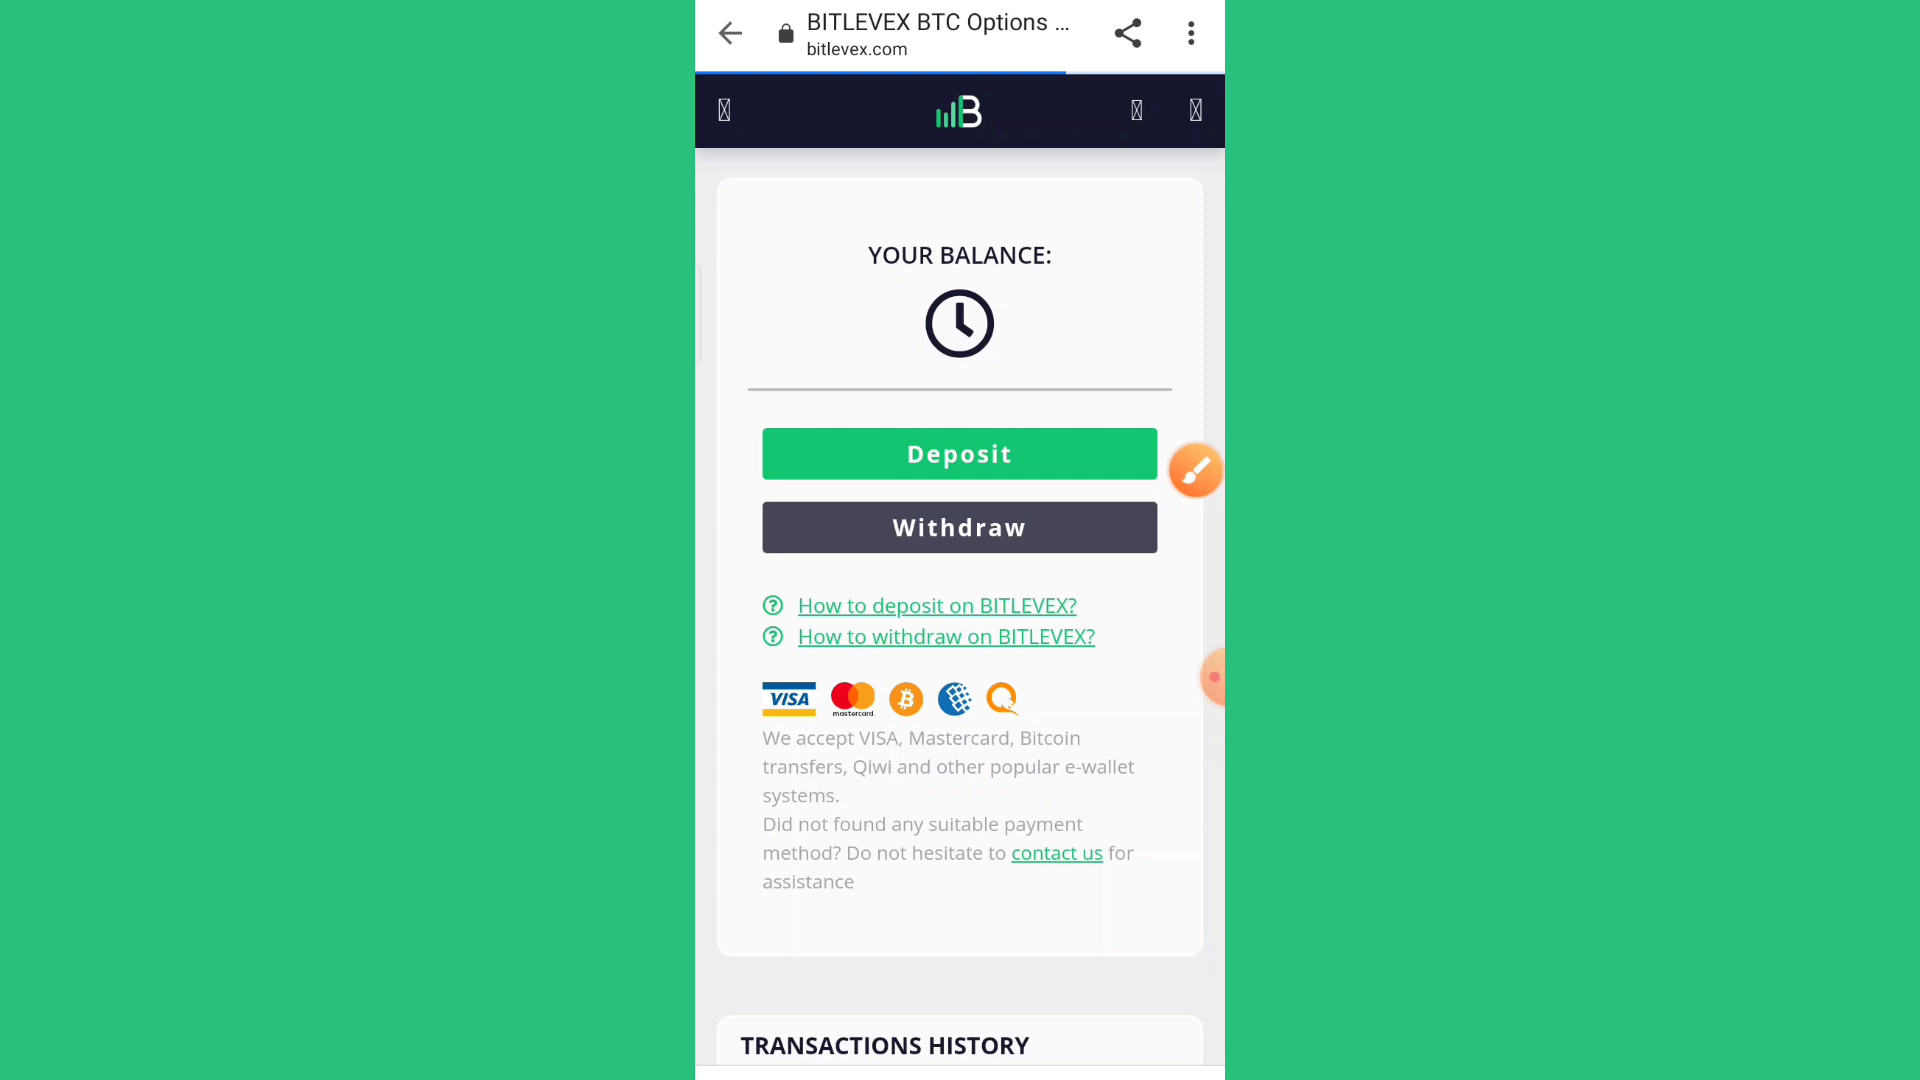 BITLEVEX BTC Options ...
bitlevex.com
YOUR BALANCE:
Deposit
Withdraw
How to deposit on BITLEVEX?
How to withdraw on BITLEVEX?
VISA mastercard
We accept VISA, Mastercard, Bitcoin
transfers, Qiwi and other popular e-wallet
systems.
Did not found any suitable payment
method? Do not hesitate to contact us for
assistance
TRANSACTIONS HISTORY